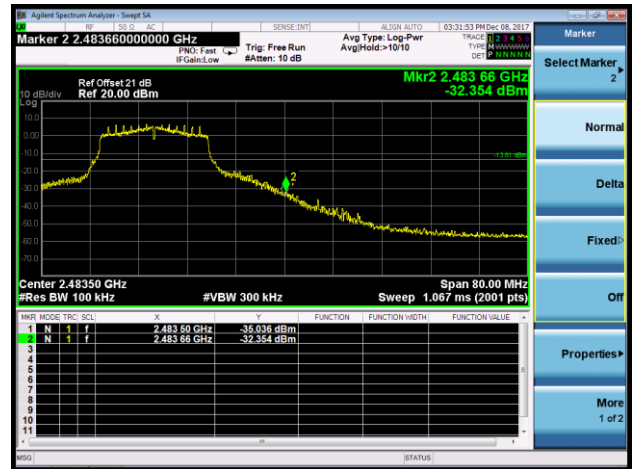 Agilent Spectrum Analyzer - Swept SA
RF 50 Ω AC SENSE:INT ALIGN AUTO 03:31:53 PM Dec 08, 2017
Marker 2 2.483660000000 GHz
PNO: Fast
IFGain:Low
Trig: Free Run
#Atten: 10 dB
Avg Type: Log-Pwr
Avg|Hold:>10/10
TRACE 1 2 3 4 5 6
TYPE M WWWWW
DET P N N N N N
Marker
Select Marker
2
Normal
Delta
Fixed
Off
Properties
More
1 of 2
Ref Offset 21 dB
10 dB/div Ref 20.00 dBm
Log
Mkr2 2.483 66 GHz
-32.354 dBm
10.0
0.00
-10.0
-13.61 dBm
-20.0
2
-30.0
-40.0
-50.0
-60.0
-70.0
Center 2.48350 GHz Span 80.00 MHz
#Res BW 100 kHz #VBW 300 kHz Sweep 1.067 ms (2001 pts)
MKR MODE TRC SCL X Y FUNCTION FUNCTION WIDTH FUNCTION VALUE
1 N 1 f 2.483 50 GHz -35.036 dBm
2 N 1 f 2.483 66 GHz -32.354 dBm
3
4
5
6
7
8
9
10
11
MSG STATUS